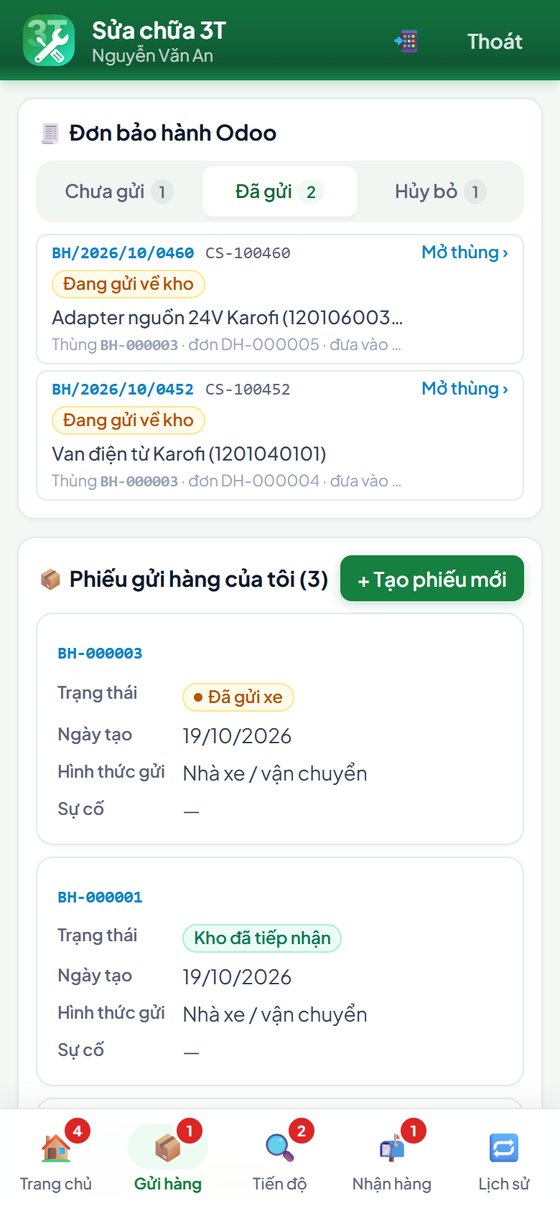 3T
Sửa chữa 3T
Nguyễn Văn An
Thoát
Đơn bảo hành Odoo
Chưa gửi 1
Đã gửi 2
Hủy bỏ 1
BH/2026/10/0460 CS-100460 Mở thùng ›
Đang gửi về kho
Adapter nguồn 24V Karofi (120106003…
Thùng BH-000003 · đơn DH-000005 · đưa vào …
BH/2026/10/0452 CS-100452 Mở thùng ›
Đang gửi về kho
Van điện từ Karofi (1201040101)
Thùng BH-000003 · đơn DH-000004 · đưa vào …
Phiếu gửi hàng của tôi (3)
+ Tạo phiếu mới
BH-000003
Trạng thái Đã gửi xe
Ngày tạo 19/10/2026
Hình thức gửi Nhà xe / vận chuyển
Sự cố —
BH-000001
Trạng thái Kho đã tiếp nhận
Ngày tạo 19/10/2026
Hình thức gửi Nhà xe / vận chuyển
Sự cố —
4
1
2
1
Trang chủ
Gửi hàng
Tiến độ
Nhận hàng
Lịch sử